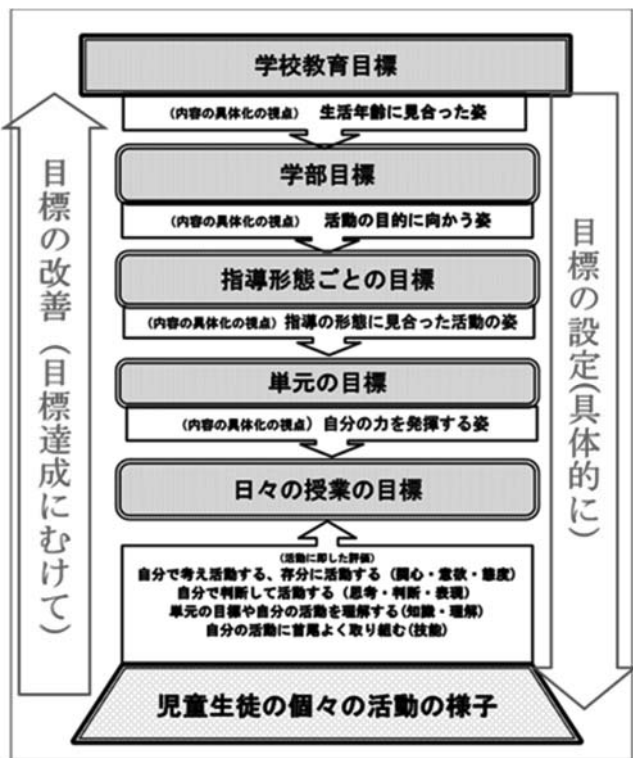 学校教育目標
(内容の具体化の視点) 生活年齢に見合った姿
学部目標
(内容の具体化の視点) 活動の目的に向かう姿
指導形態ごとの目標
(内容の具体化の視点) 指導の形態に見合った活動の姿
単元の目標
(内容の具体化の視点) 自分の力を発揮する姿
日々の授業の目標
(活動に即した評価)
自分で考え活動する、存分に活動する (関心・意欲・態度)
自分で判断して活動する (思考・判断・表現)
単元の目標や自分の活動を理解する(知識・理解)
自分の活動に首尾よく取り組む(技能)
児童生徒の個々の活動の様子
目標の改善 (目標達成にむけて)
目標の設定(具体的に)